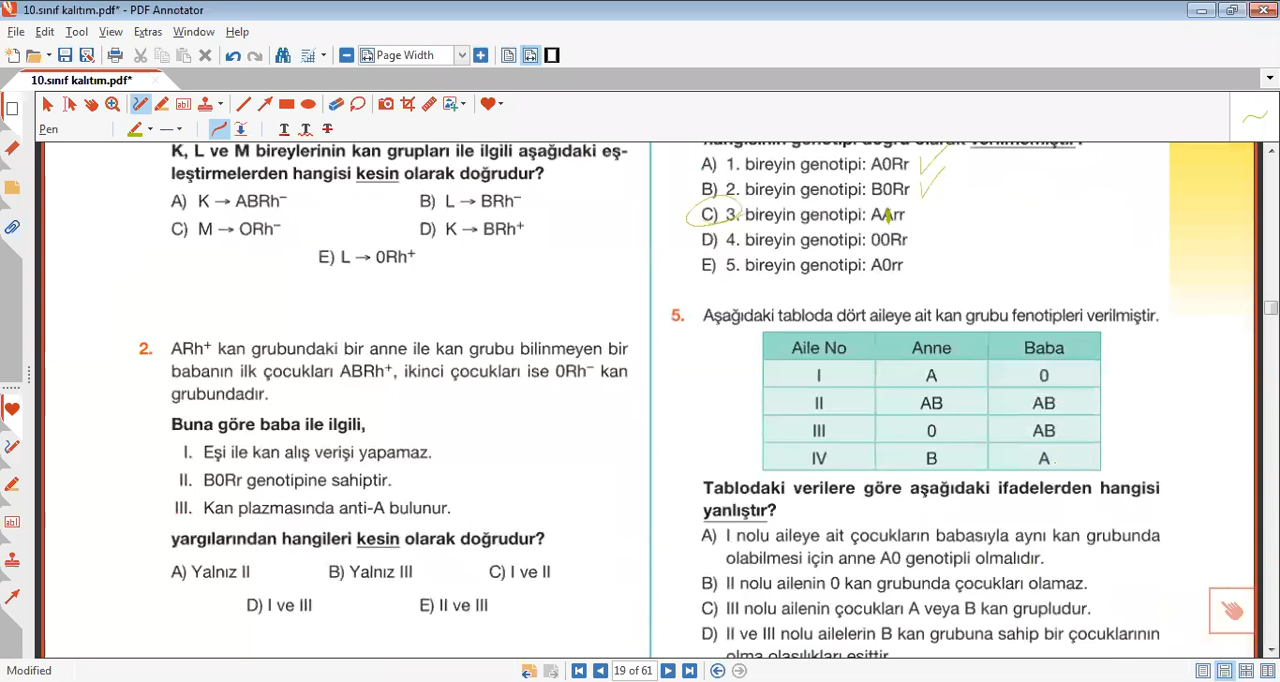 10.sınıf kalıtım.pdf* - PDF Annotator
File Edit Tool View Extras Window Help
Page Width
10.sınıf kalıtım.pdf*
Pen
K, L ve M bireylerinin kan grupları ile ilgili aşağıdaki eş-
leştirmelerden hangisi kesin olarak doğrudur?
A) K → ABRh⁻
B) L → BRh⁻
C) M → ORh⁻
D) K → BRh⁺
E) L → 0Rh⁺
2. ARh⁺ kan grubundaki bir anne ile kan grubu bilinmeyen bir
babanın ilk çocukları ABRh⁺, ikinci çocukları ise 0Rh⁻ kan
grubundadır.
Buna göre baba ile ilgili,
I. Eşi ile kan alış verişi yapamaz.
II. B0Rr genotipine sahiptir.
III. Kan plazmasında anti-A bulunur.
yargılarından hangileri kesin olarak doğrudur?
A) Yalnız II
B) Yalnız III
C) I ve II
D) I ve III
E) II ve III
hangisinin genotipi doğru olarak verilmemiştir?
A) 1. bireyin genotipi: A0Rr
B) 2. bireyin genotipi: B0Rr
C) 3. bireyin genotipi: AArr
D) 4. bireyin genotipi: 00Rr
E) 5. bireyin genotipi: A0rr
5. Aşağıdaki tabloda dört aileye ait kan grubu fenotipleri verilmiştir.
Aile No Anne Baba
I A 0
II AB AB
III 0 AB
IV B A
Tablodaki verilere göre aşağıdaki ifadelerden hangisi
yanlıştır?
A) I nolu aileye ait çocukların babasıyla aynı kan grubunda
olabilmesi için anne A0 genotipli olmalıdır.
B) II nolu ailenin 0 kan grubunda çocukları olamaz.
C) III nolu ailenin çocukları A veya B kan grupludur.
D) II ve III nolu ailelerin B kan grubuna sahip bir çocuklarının
olma olasılıkları eşittir.
Modified
19 of 61